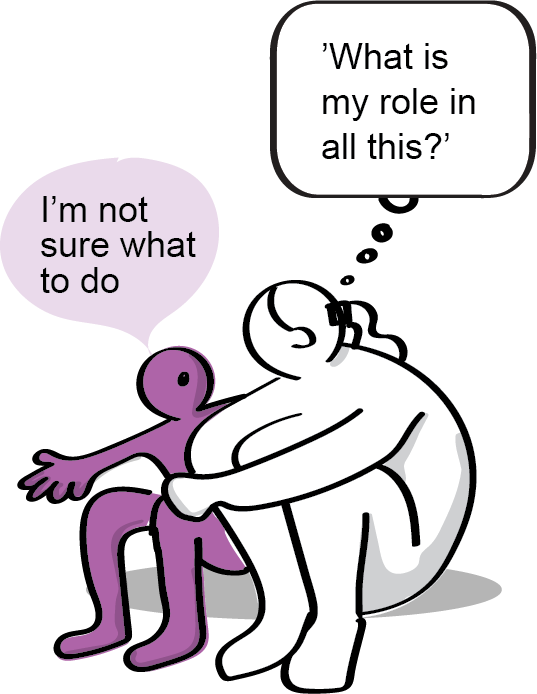 ’What is
my role in
all this?’
I’m not
sure what
to do